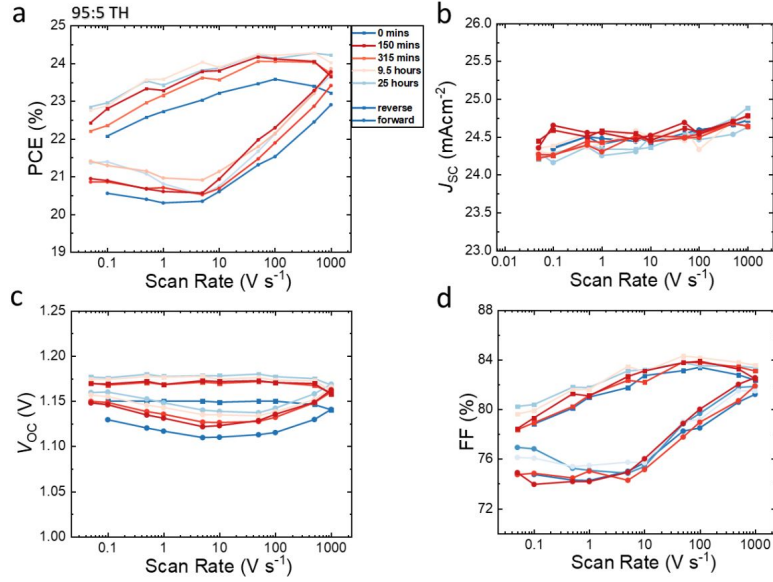 a
95:5 TH
b
PCE (%)
25
24
23
22
21
20
19
0.1 1 10 100 1000
Scan Rate (V s⁻¹)
0 mins
150 mins
315 mins
9.5 hours
25 hours
reverse
forward
J_SC (mAcm⁻²)
26.0
25.5
25.0
24.5
24.0
23.5
23.0
0.01 0.1 1 10 100 1000
Scan Rate (V s⁻¹)
c
V_OC (V)
1.25
1.20
1.15
1.10
1.05
1.00
0.1 1 10 100 1000
Scan Rate (V s⁻¹)
d
FF (%)
88
84
80
76
72
0.1 1 10 100 1000
Scan Rate (V s⁻¹)